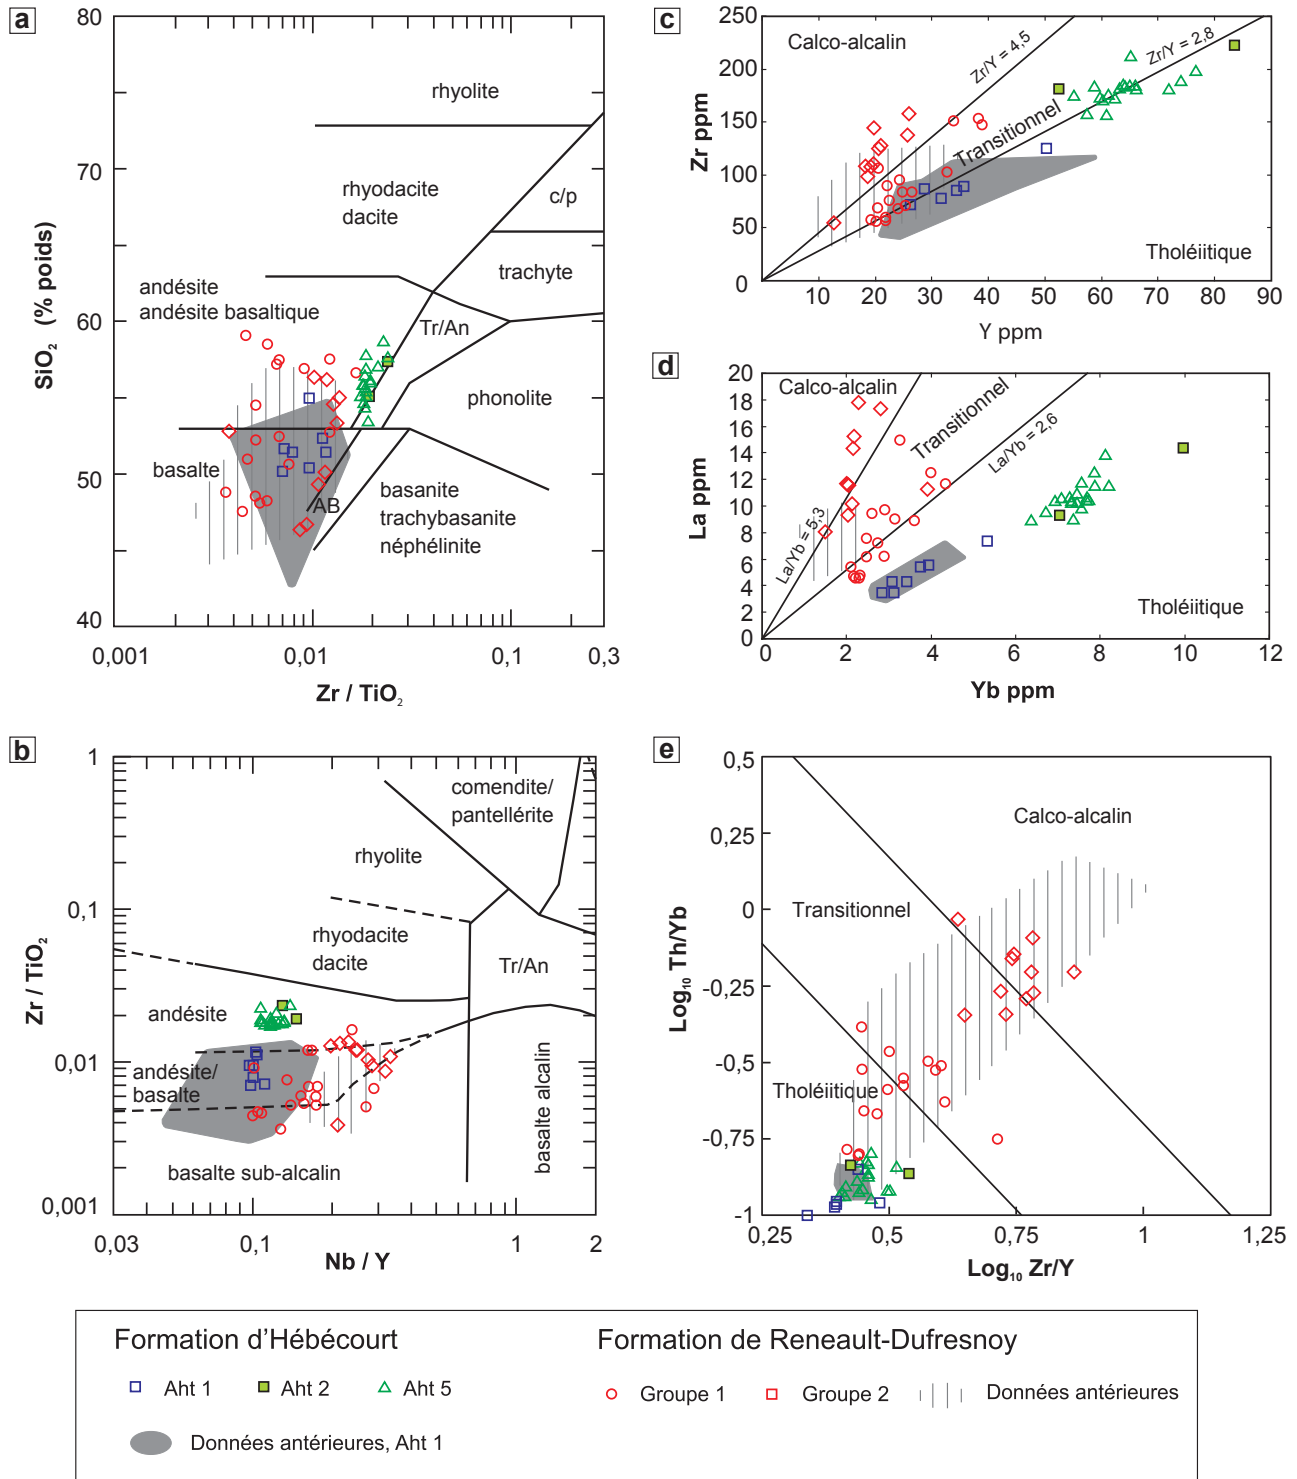 a
80
70
60
50
40
SiO₂ (% poids)
rhyolite
rhyodacite
dacite
c/p
trachyte
andésite
andésite basaltique
Tr/An
phonolite
basalte
AB
basanite
trachybasanite
néphélinite
0,001
0,01
0,1
0,3
Zr / TiO₂
b
1
0,1
0,01
0,001
Zr / TiO₂
comendite/
pantellérite
rhyolite
rhyodacite
dacite
Tr/An
andésite
andésite/
basalte
basalte sub-alcalin
basalte alcalin
0,03
0,1
1
2
Nb / Y
c
250
200
150
100
50
0
Zr ppm
Calco-alcalin
Zr/Y = 4,5
Zr/Y = 2,8
Transitionnel
Tholéiitique
10 20 30 40 50 60 70 80 90
Y ppm
d
20
18
16
14
12
10
8
6
4
2
0
La ppm
Calco-alcalin
Transitionnel
La/Yb = 2,6
La/Yb = 5,3
Tholéiitique
0 2 4 6 8 10 12
Yb ppm
e
0,5
0,25
0
-0,25
-0,5
-0,75
-1
Log₁₀ Th/Yb
Calco-alcalin
Transitionnel
Tholéiitique
0,25 0,5 0,75 1 1,25
Log₁₀ Zr/Y
Formation d'Hébécourt
Aht 1 Aht 2 Aht 5
Données antérieures, Aht 1
Formation de Reneault-Dufresnoy
Groupe 1 Groupe 2 Données antérieures